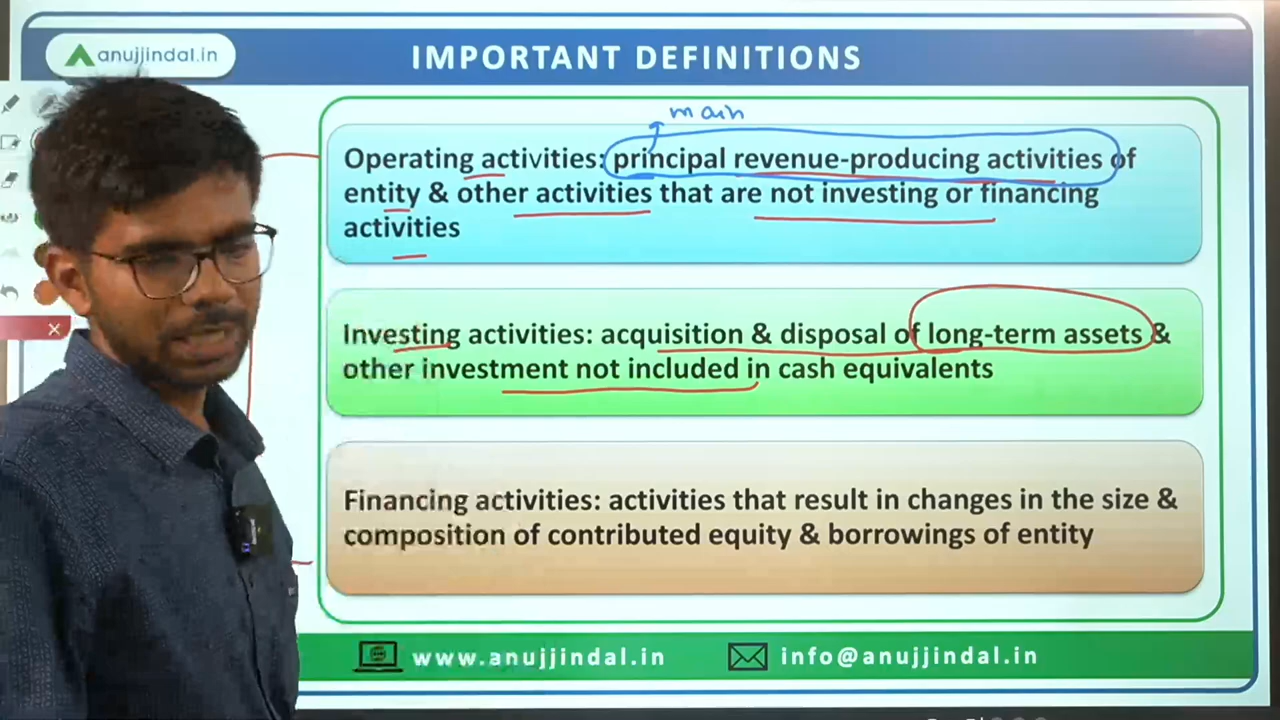 anujjindal.in
IMPORTANT DEFINITIONS
main
Operating activities: principal revenue-producing activities of
entity & other activities that are not investing or financing
activities
Investing activities: acquisition & disposal of long-term assets &
other investment not included in cash equivalents
Financing activities: activities that result in changes in the size &
composition of contributed equity & borrowings of entity
www.anujjindal.in
info@anujjindal.in